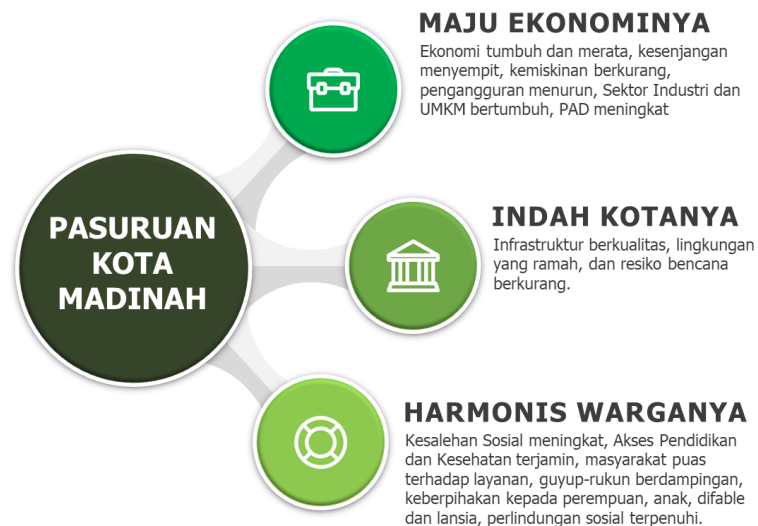 PASURUAN
KOTA
MADINAH
MAJU EKONOMINYA
Ekonomi tumbuh dan merata, kesenjangan
menyempit, kemiskinan berkurang,
pengangguran menurun, Sektor Industri dan
UMKM bertumbuh, PAD meningkat
INDAH KOTANYA
Infrastruktur berkualitas, lingkungan
yang ramah, dan resiko bencana
berkurang.
HARMONIS WARGANYA
Kesalehan Sosial meningkat, Akses Pendidikan
dan Kesehatan terjamin, masyarakat puas
terhadap layanan, guyup-rukun berdampingan,
keberpihakan kepada perempuan, anak, difable
dan lansia, perlindungan sosial terpenuhi.